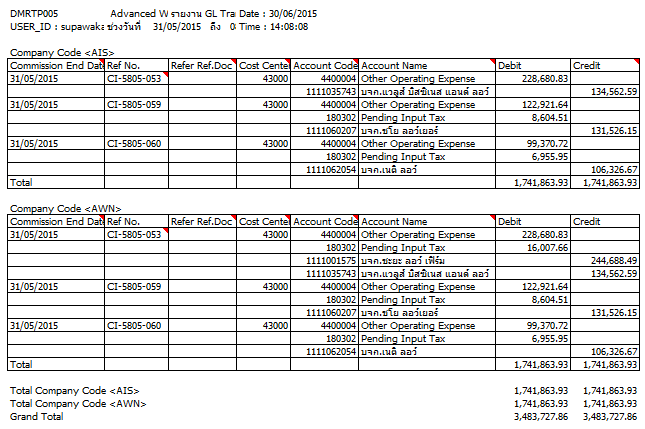 DMRTP005 Advanced W รายงาน GL Trai Date : 30/06/2015
USER_ID : supawaka ช่วงวันที่ 31/05/2015 ถึง 0 Time : 14:08:08
Company Code <AIS>
Commission End Date Ref No. Refer Ref.Doc Cost Center Account Code Account Name Debit Credit
31/05/2015 CI-5805-053 43000 4400004 Other Operating Expense 228,680.83
1111035743 บจก.แวลูส์ บิสซิเนส แอนด์ ลอว์ 134,562.59
31/05/2015 CI-5805-059 43000 4400004 Other Operating Expense 122,921.64
180302 Pending Input Tax 8,604.51
1111060207 บจก.ชโย ลอว์เยอร์ 131,526.15
31/05/2015 CI-5805-060 43000 4400004 Other Operating Expense 99,370.72
180302 Pending Input Tax 6,955.95
1111062054 บจก.เนติ ลอว์ 106,326.67
Total 1,741,863.93 1,741,863.93
Company Code <AWN>
Commission End Date Ref No. Refer Ref.Doc Cost Center Account Code Account Name Debit Credit
31/05/2015 CI-5805-053 43000 4400004 Other Operating Expense 228,680.83
180302 Pending Input Tax 16,007.66
1111001575 บจก.ชะยะ ลอว์ เฟิร์ม 244,688.49
1111035743 บจก.แวลูส์ บิสซิเนส แอนด์ ลอว์ 134,562.59
31/05/2015 CI-5805-059 43000 4400004 Other Operating Expense 122,921.64
180302 Pending Input Tax 8,604.51
1111060207 บจก.ชโย ลอว์เยอร์ 131,526.15
31/05/2015 CI-5805-060 43000 4400004 Other Operating Expense 99,370.72
180302 Pending Input Tax 6,955.95
1111062054 บจก.เนติ ลอว์ 106,326.67
Total 1,741,863.93 1,741,863.93
Total Company Code <AIS> 1,741,863.93 1,741,863.93
Total Company Code <AWN> 1,741,863.93 1,741,863.93
Grand Total 3,483,727.86 3,483,727.86